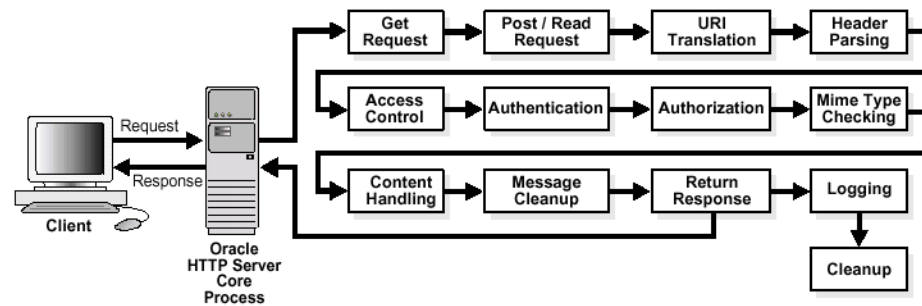 Get
Request
Post / Read
Request
URI
Translation
Header
Parsing
Access
Control
Authentication
Authorization
Mime Type
Checking
Request
Response
Client
Oracle
HTTP Server
Core
Process
Content
Handling
Message
Cleanup
Return
Response
Logging
Cleanup